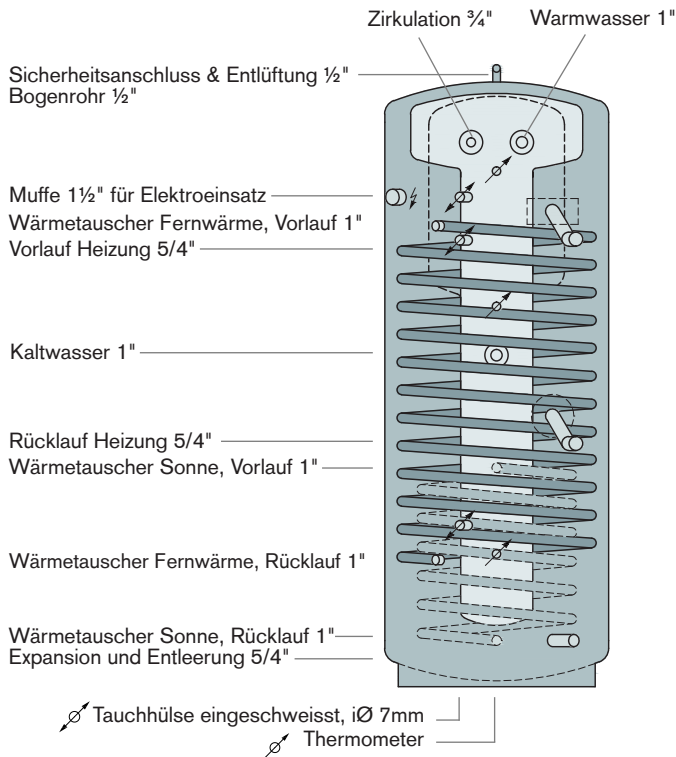 Zirkulation ¾"
Warmwasser 1"
Sicherheitsanschluss & Entlüftung ½"
Bogenrohr ½"
Muffe 1½" für Elektroeinsatz
Wärmetauscher Fernwärme, Vorlauf 1"
Vorlauf Heizung 5/4"
Kaltwasser 1"
Rücklauf Heizung 5/4"
Wärmetauscher Sonne, Vorlauf 1"
Wärmetauscher Fernwärme, Rücklauf 1"
Wärmetauscher Sonne, Rücklauf 1"
Expansion und Entleerung 5/4"
Tauchhülse eingeschweisst, iØ 7mm
Thermometer